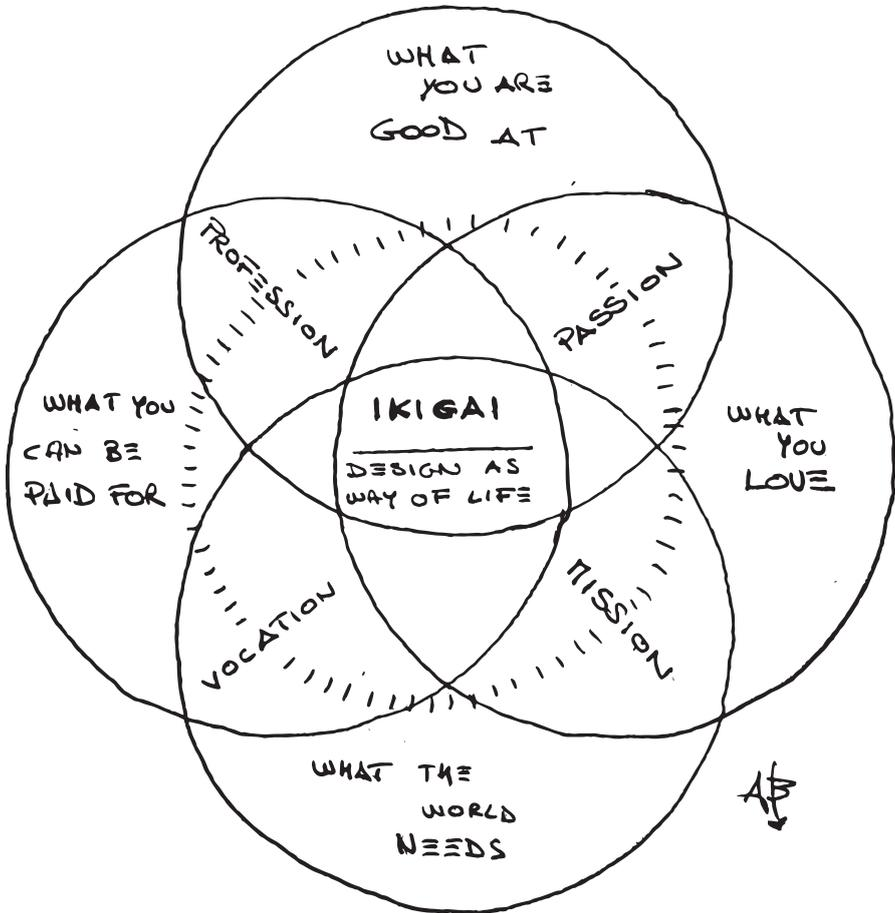 WHAT
YOU ARE
GOOD AT
PROFESSION
PASSION
WHAT YOU
CAN BE
PAID FOR
IKIGAI
DESIGN AS
WAY OF LIFE
WHAT
YOU
LOVE
VOCATION
MISSION
WHAT THE
WORLD
NEEDS
AB